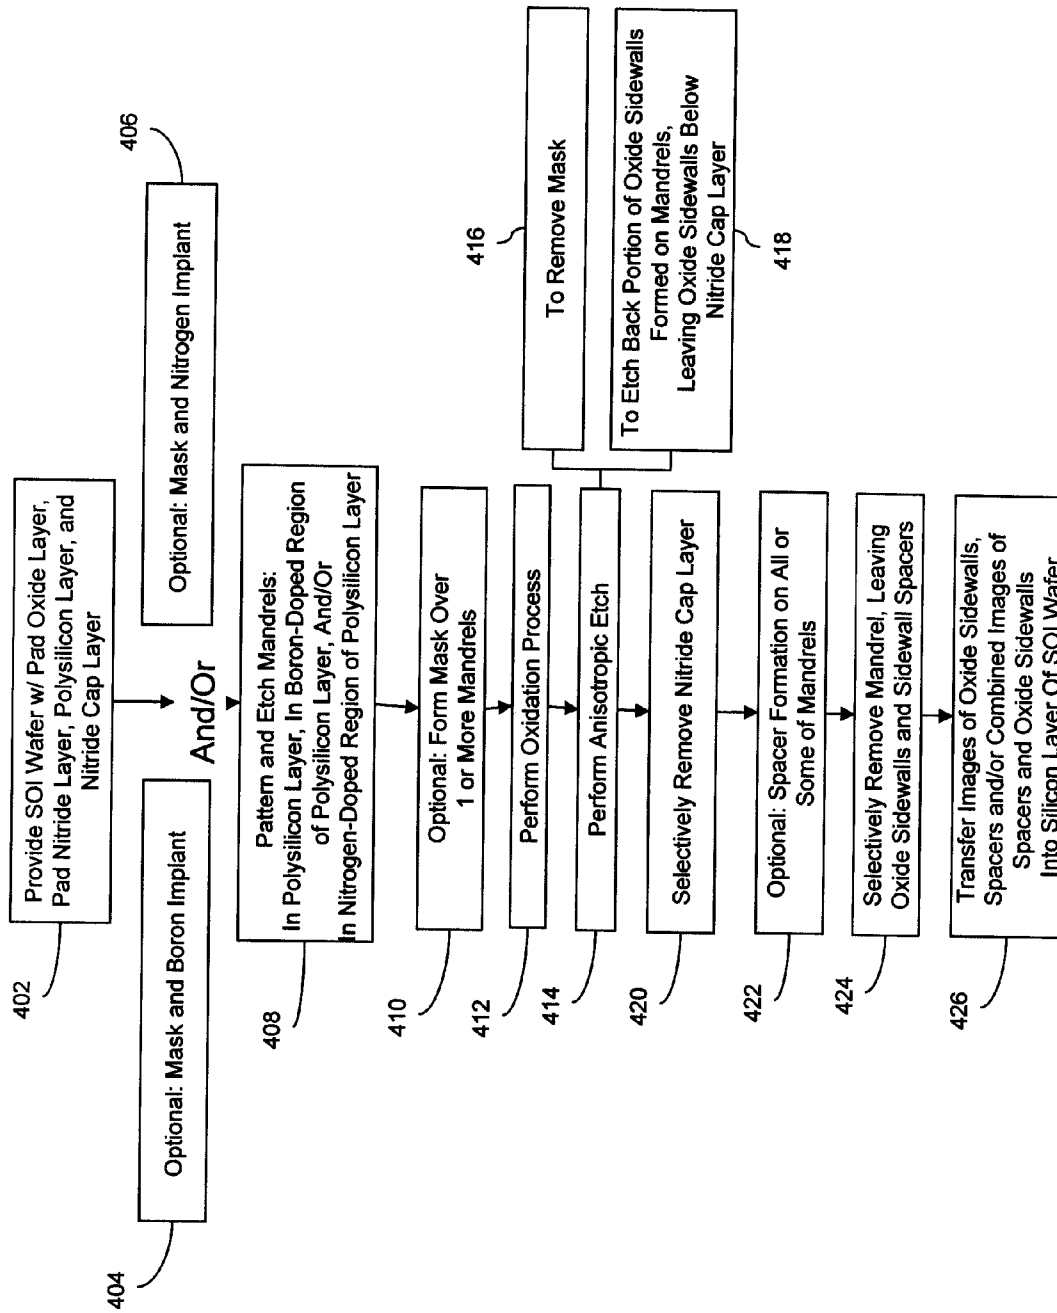 402
Provide SOI Wafer w/ Pad Oxide Layer,
Pad Nitride Layer, Polysilicon Layer, and
Nitride Cap Layer
404
Optional: Mask and Boron Implant
And/Or
406
Optional: Mask and Nitrogen Implant
408
Pattern and Etch Mandrels:
In Polysilicon Layer, In Boron-Doped Region
of Polysilicon Layer, And/Or
In Nitrogen-Doped Region of Polysilicon Layer
410
Optional: Form Mask Over
1 or More Mandrels
412
Perform Oxidation Process
414
Perform Anisotropic Etch
416
To Remove Mask
To Etch Back Portion of Oxide Sidewalls
Formed on Mandrels,
Leaving Oxide Sidewalls Below
Nitride Cap Layer
418
420
Selectively Remove Nitride Cap Layer
422
Optional: Spacer Formation on All or
Some of Mandrels
424
Selectively Remove Mandrel, Leaving
Oxide Sidewalls and Sidewall Spacers
426
Transfer Images of Oxide Sidewalls,
Spacers and/or Combined Images of
Spacers and Oxide Sidewalls
Into Silicon Layer Of SOI Wafer